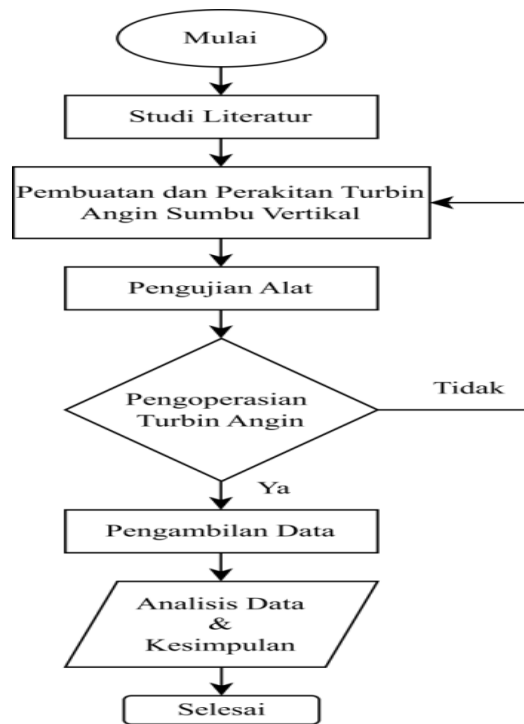 Mulai
Studi Literatur
Pembuatan dan Perakitan Turbin
Angin Sumbu Vertikal
Pengujian Alat
Pengoperasian
Turbin Angin
Tidak
Ya
Pengambilan Data
Analisis Data
&
Kesimpulan
Selesai